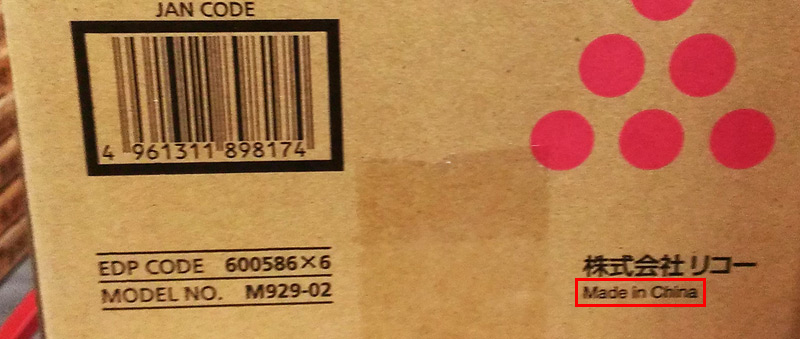 JAN CODE
4 961311 898174
EDP CODE 600586×6
MODEL NO. M929-02
株式会社 リコー
Made in China